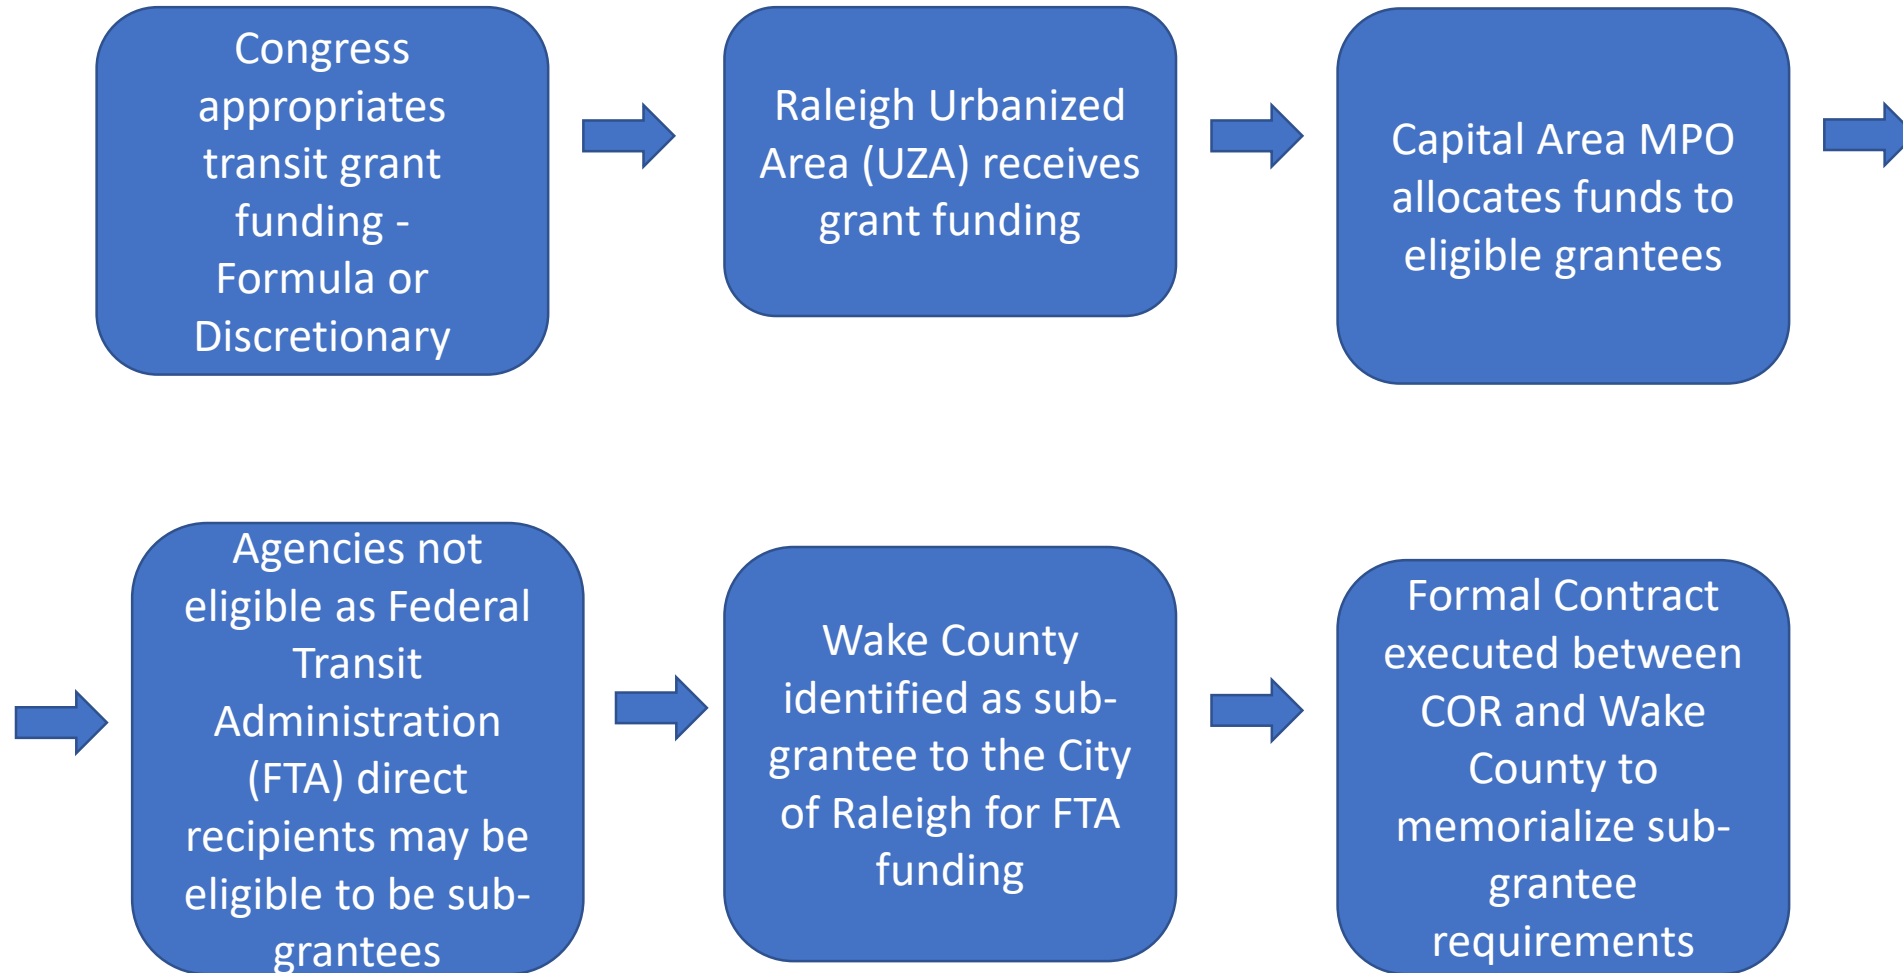 Congress
appropriates
transit grant
funding -
Formula or
Discretionary
Raleigh Urbanized
Area (UZA) receives
grant funding
Capital Area MPO
allocates funds to
eligible grantees
Agencies not
eligible as Federal
Transit
Administration
(FTA) direct
recipients may be
eligible to be sub-
grantees
Wake County
identified as sub-
grantee to the City
of Raleigh for FTA
funding
Formal Contract
executed between
COR and Wake
County to
memorialize sub-
grantee
requirements